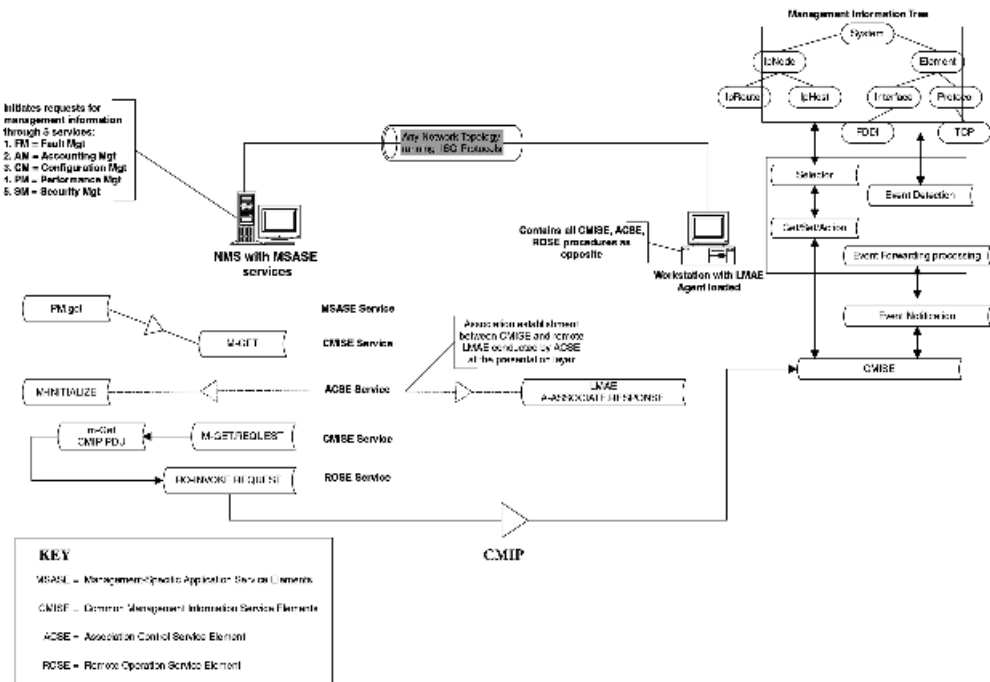 Management Information Tree
System
IpNode
Element
IpRoute
IpHost
Interface
Protocol
FDDI
TCP
Initiates requests for
management information
through 5 services:
1. FM = Fault Mgt
2. AM = Accounting Mgt
3. CM = Configuration Mgt
4. PM = Performance Mgt
5. SM = Security Mgt
Any Network Topology
running ISO Protocols
Selector
Event Detection
Get/Set/Action
Event Forwarding processing
Event Notification
CMISE
NMS with MSASE
services
Contains all CMISE, ACSE,
ROSE procedures as
opposite
Workstation with LMAE
Agent loaded
PM.get
MSASE Service
M-GET
CMISE Service
Association establishment
between CMISE and remote
LMAE conducted by ACSE
at the presentation layer
M-INITIALIZE
ACSE Service
LMAE
A-ASSOCIATE.RESPONSE
m-Get
CMIP PDU
M-GET.REQUEST
CMISE Service
RO-INVOKE.REQUEST
ROSE Service
CMIP
KEY
MSASE = Management-Specific Application Service Elements
CMISE = Common Management Information Service Elements
ACSE = Association Control Service Element
ROSE = Remote Operation Service Element